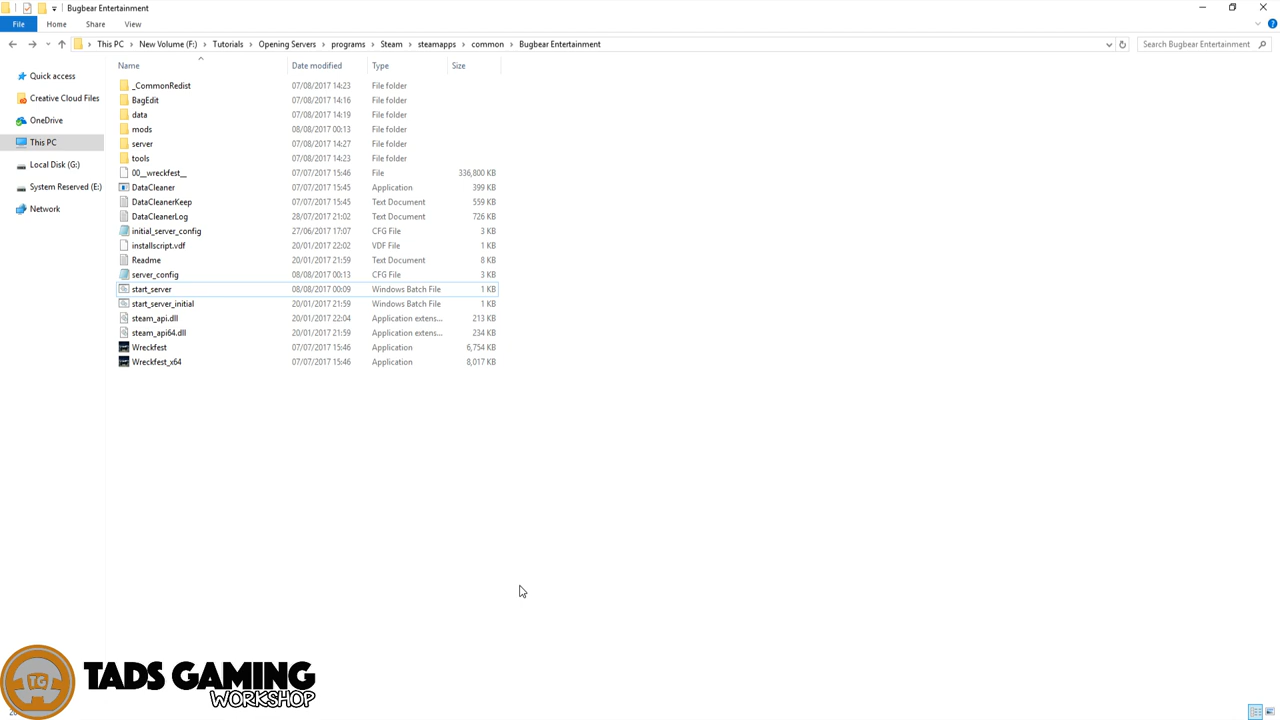 Bugbear Entertainment
File Home Share View
This PC New Volume (F:) Tutorials Opening Servers programs Steam steamapps common Bugbear Entertainment Search Bugbear Entertainment
Name Date modified Type Size
Quick access
Creative Cloud Files
OneDrive
This PC
Local Disk (G:)
System Reserved (E:)
Network
_CommonRedist 07/08/2017 14:23 File folder
BagEdit 07/08/2017 14:16 File folder
data 07/08/2017 14:19 File folder
mods 08/08/2017 00:13 File folder
server 07/08/2017 14:27 File folder
tools 07/08/2017 14:23 File folder
00__wreckfest__ 07/07/2017 15:46 File 336,800 KB
DataCleaner 07/07/2017 15:45 Application 399 KB
DataCleanerKeep 07/07/2017 15:45 Text Document 559 KB
DataCleanerLog 28/07/2017 21:02 Text Document 726 KB
initial_server_config 27/06/2017 17:07 CFG File 3 KB
installscript.vdf 20/01/2017 22:02 VDF File 1 KB
Readme 20/01/2017 21:59 Text Document 8 KB
server_config 08/08/2017 00:13 CFG File 3 KB
start_server 08/08/2017 00:09 Windows Batch File 1 KB
start_server_initial 20/01/2017 21:59 Windows Batch File 1 KB
steam_api.dll 20/01/2017 22:04 Application extens... 213 KB
steam_api64.dll 20/01/2017 21:59 Application extens... 234 KB
Wreckfest 07/07/2017 15:46 Application 6,754 KB
Wreckfest_x64 07/07/2017 15:46 Application 8,017 KB
TG
TADS GAMING
WORKSHOP